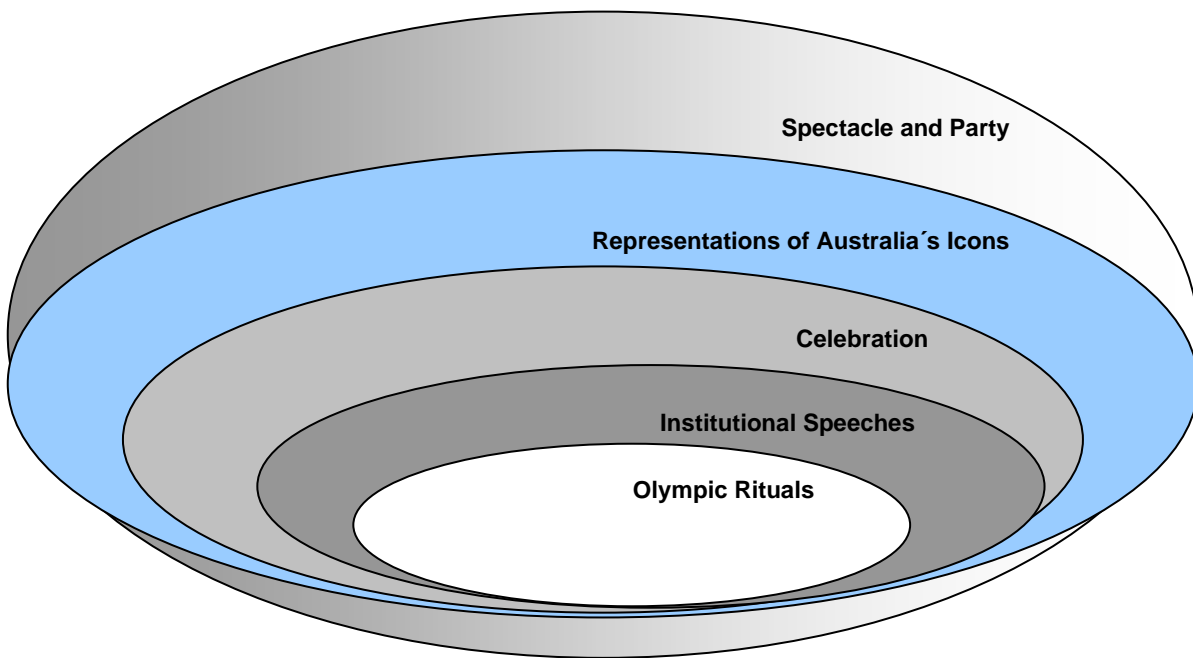 Spectacle and Party
Representations of Australia´s Icons
Celebration
Institutional Speeches
Olympic Rituals